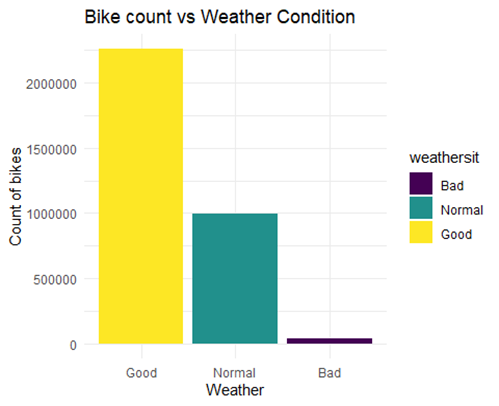 Bike count vs Weather Condition
Count of bikes
2000000
1500000
1000000
500000
0
Good Normal Bad
Weather
weathersit
Bad
Normal
Good